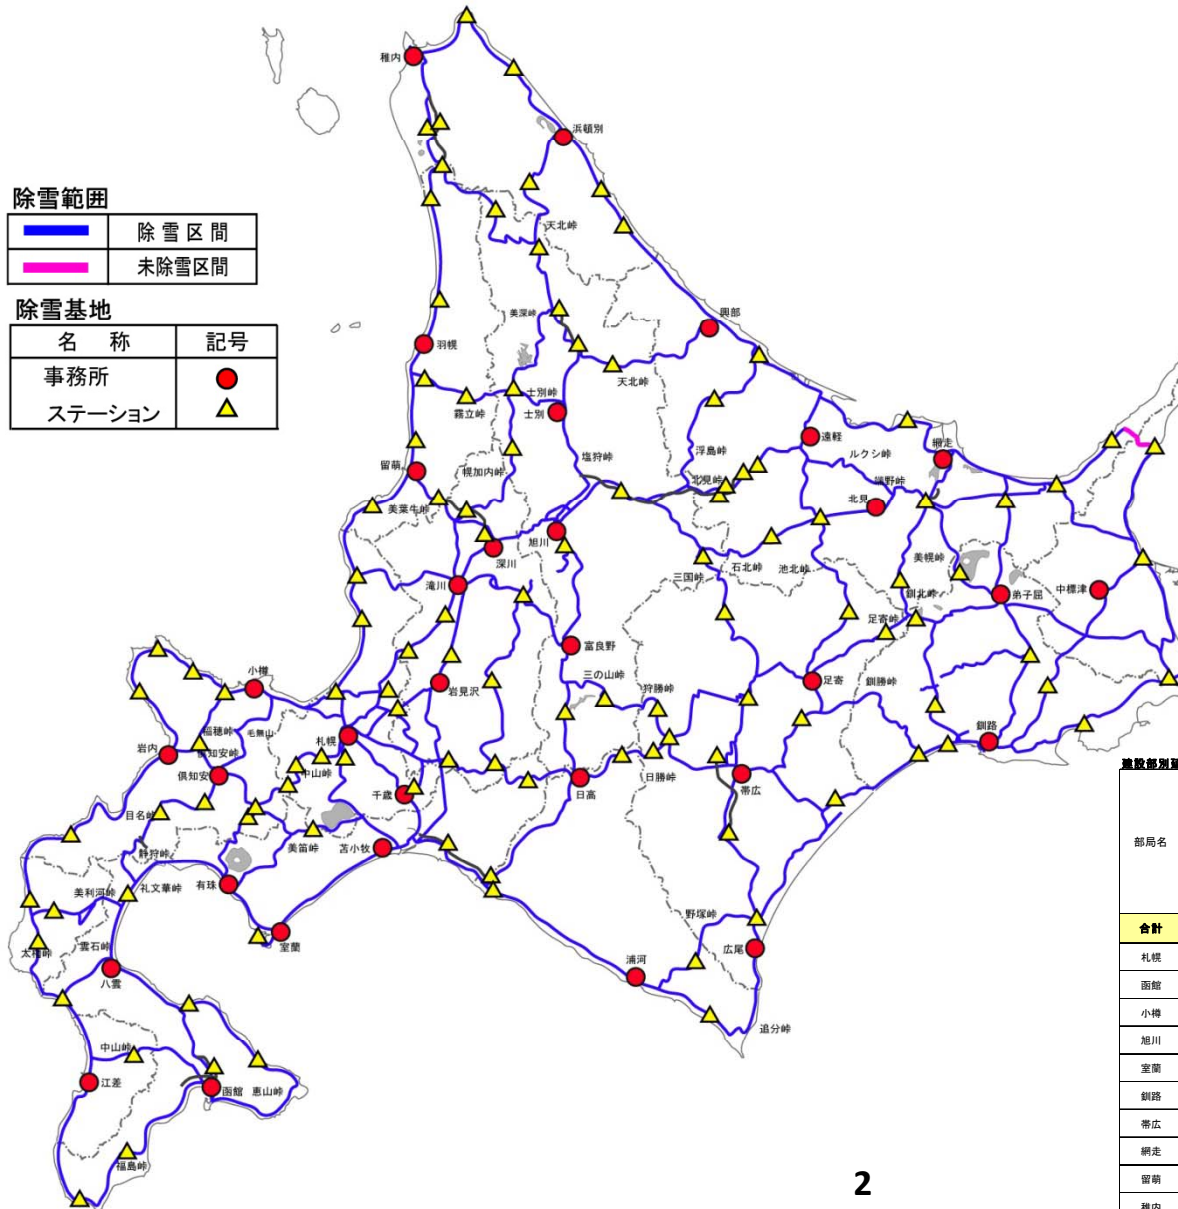 稚内
浜頓別
除雪範囲
除雪区間
未除雪区間
天北峠
除雪基地
名 称 記号
事務所
ステーション
美深峠
興部
羽幌
天北峠
士別峠
霧立峠
士別
遠軽
浮島峠
ルクシ峠
網走
塩狩峠
留萌
幌加内峠
北見峠
端野峠
北見
美葉牛峠
旭川
深川
石北峠
池北峠
美幌峠
三国峠
滝川
釧北峠
弟子屈
中標津
足寄峠
富良野
小樽
三の山峠
狩勝峠
足寄
釧勝峠
岩見沢
稲穂峠
毛無山
札幌
釧路
岩内
倶知安峠
倶知安
中山峠
日勝峠
帯広
日高
千歳
目名峠
美笛峠
苫小牧
静狩峠
有珠
礼文華峠
美利河峠
室蘭
野塚峠
広尾
太櫓峠
雲石峠
八雲
浦河
追分峠
中山峠
江差
函館 恵山峠
福島峠
2
建設部別
部局名
合計
札幌
函館
小樽
旭川
室蘭
釧路
帯広
網走
留萌
稚内